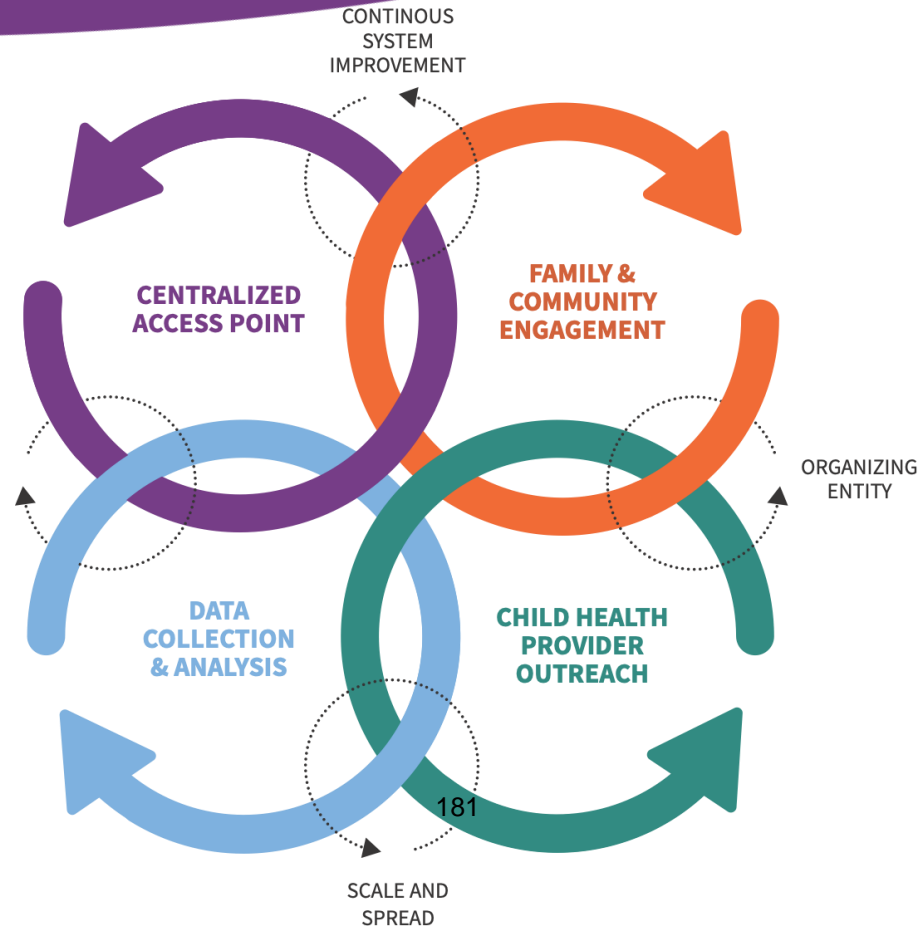 CONTINOUS
SYSTEM
IMPROVEMENT
CENTRALIZED
ACCESS POINT
FAMILY &
COMMUNITY
ENGAGEMENT
ORGANIZING
ENTITY
DATA
COLLECTION
& ANALYSIS
CHILD HEALTH
PROVIDER
OUTREACH
181
SCALE AND
SPREAD